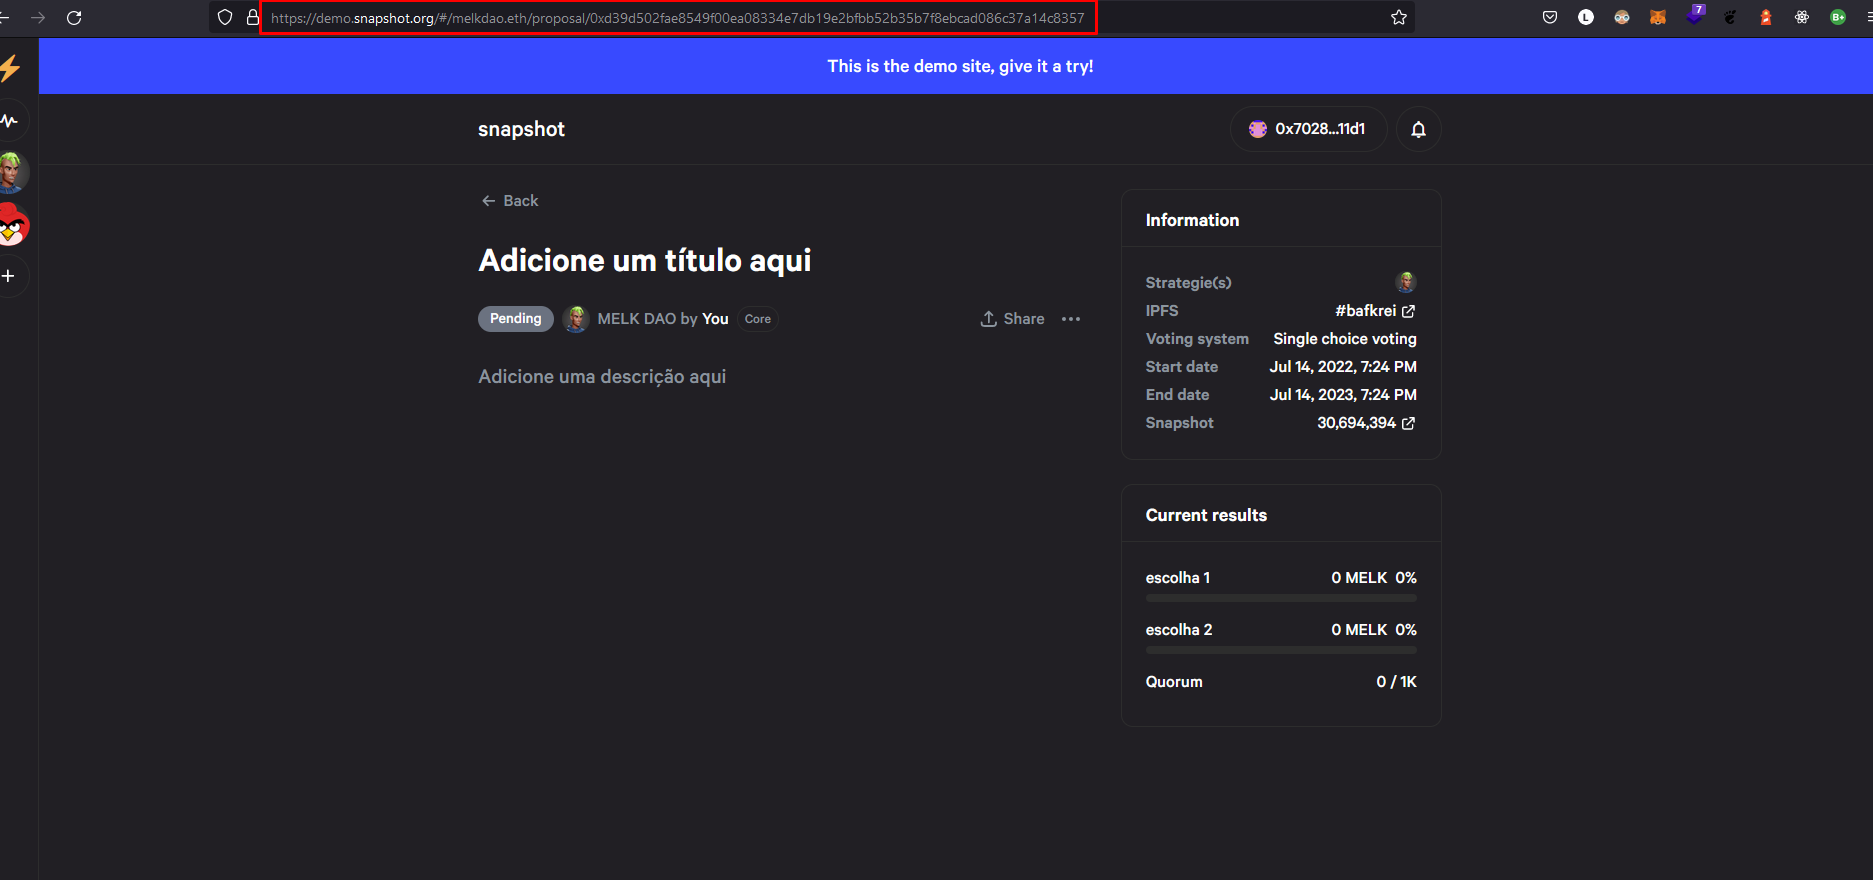 https://demo.snapshot.org/#/melkdao.eth/proposal/0xd39d502fae8549f00ea08334e7db19e2bfbb52b35b7f8ebcad086c37a14c8357
L
7
B+
This is the demo site, give it a try!
snapshot
0x7028...11d1
Back
Adicione um título aqui
Pending
MELK DAO by You
Core
Share
Adicione uma descrição aqui
Information
Strategie(s)
IPFS #bafkrei
Voting system Single choice voting
Start date Jul 14, 2022, 7:24 PM
End date Jul 14, 2023, 7:24 PM
Snapshot 30,694,394
Current results
escolha 1 0 MELK 0%
escolha 2 0 MELK 0%
Quorum 0 / 1K